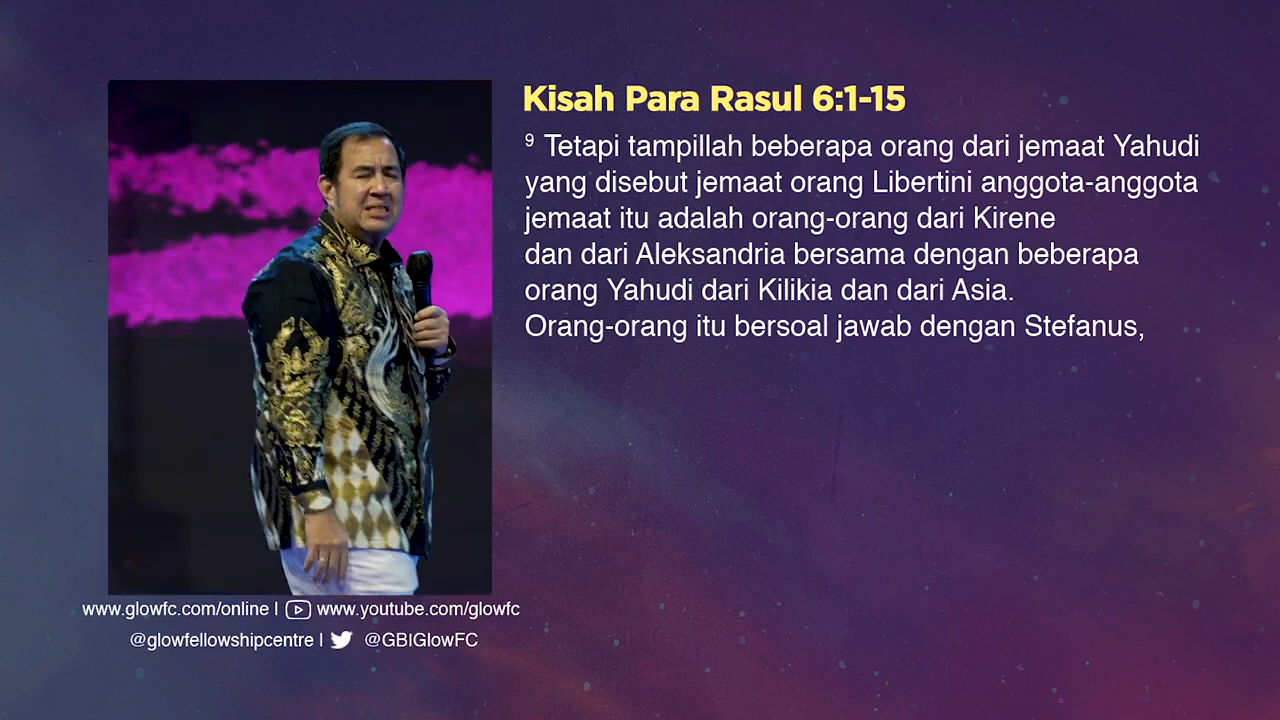 Kisah Para Rasul 6:1-15
9 Tetapi tampillah beberapa orang dari jemaat Yahudi
yang disebut jemaat orang Libertini anggota-anggota
jemaat itu adalah orang-orang dari Kirene
dan dari Aleksandria bersama dengan beberapa
orang Yahudi dari Kilikia dan dari Asia.
Orang-orang itu bersoal jawab dengan Stefanus,
www.glowfc.com/online I www.youtube.com/glowfc
@glowfellowshipcentre I @GBIGlowFC